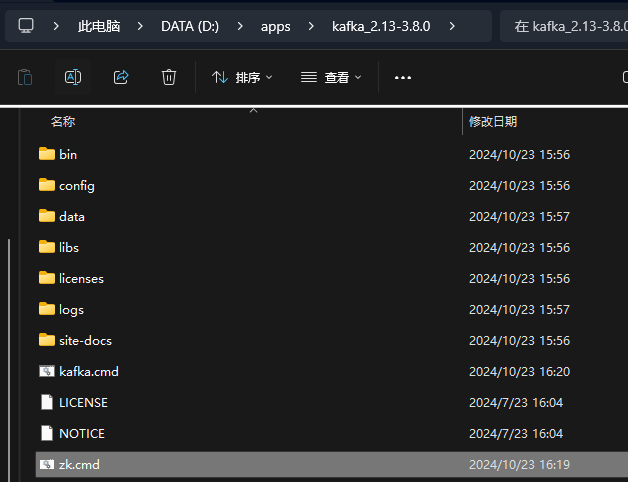 此电脑 > DATA (D:) > apps > kafka_2.13-3.8.0 > 在 kafka_2.13-3.8.0
排序 查看
名称 修改日期
bin 2024/10/23 15:56
config 2024/10/23 15:56
data 2024/10/23 15:57
libs 2024/10/23 15:56
licenses 2024/10/23 15:56
logs 2024/10/23 15:57
site-docs 2024/10/23 15:56
kafka.cmd 2024/10/23 16:20
LICENSE 2024/7/23 16:04
NOTICE 2024/7/23 16:04
zk.cmd 2024/10/23 16:19